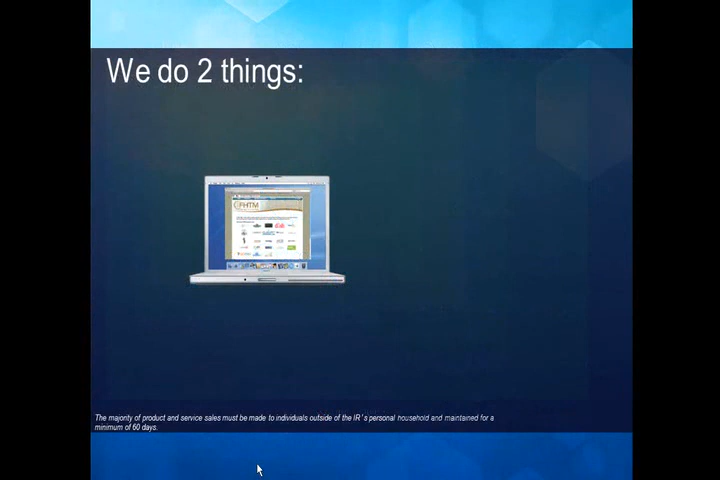 We do 2 things:
FHTM
The majority of product and service sales must be made to individuals outside of the IR's personal household and maintained for a
minimum of 60 days.